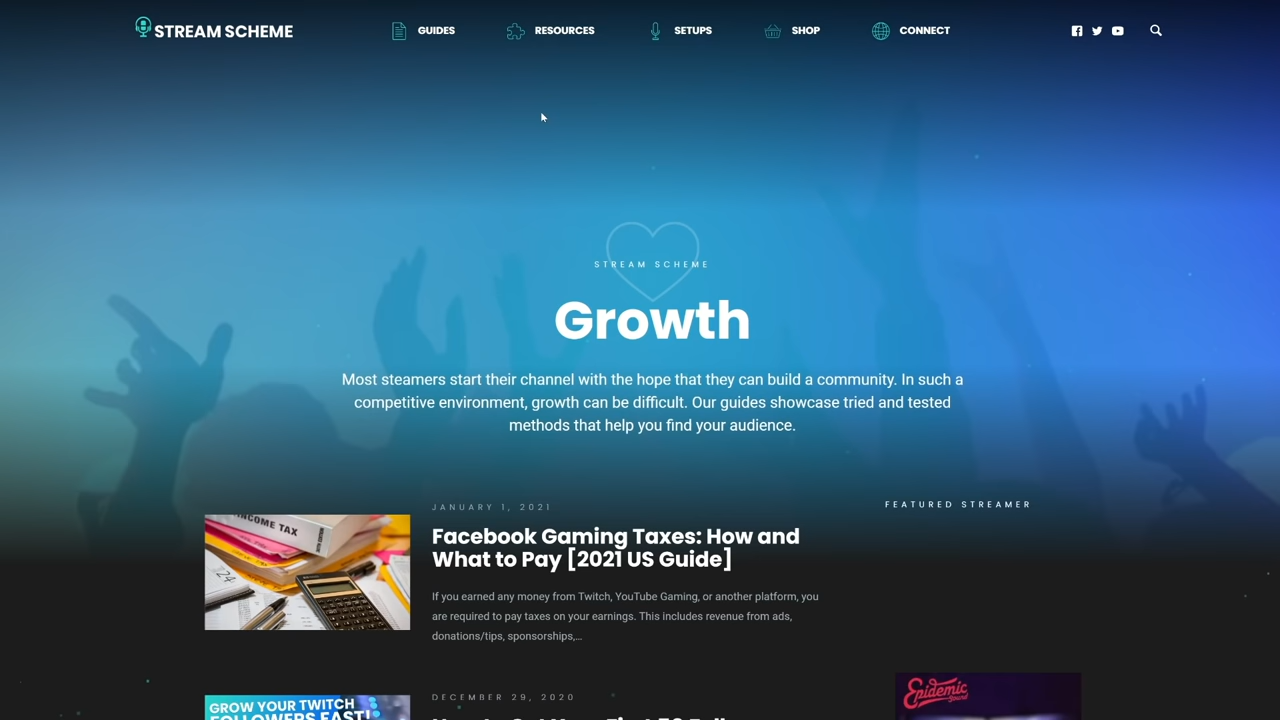 STREAM SCHEME
GUIDES
RESOURCES
SETUPS
SHOP
CONNECT
STREAM SCHEME
Growth
Most steamers start their channel with the hope that they can build a community. In such a
competitive environment, growth can be difficult. Our guides showcase tried and tested
methods that help you find your audience.
JANUARY 1, 2021
Facebook Gaming Taxes: How and
What to Pay [2021 US Guide]
If you earned any money from Twitch, YouTube Gaming, or another platform, you
are required to pay taxes on your earnings. This includes revenue from ads,
donations/tips, sponsorships,...
INCOME TAX
24
FEATURED STREAMER
DECEMBER 29, 2020
GROW YOUR TWITCH
FOLLOWERS FAST!
Epidemic
Sound